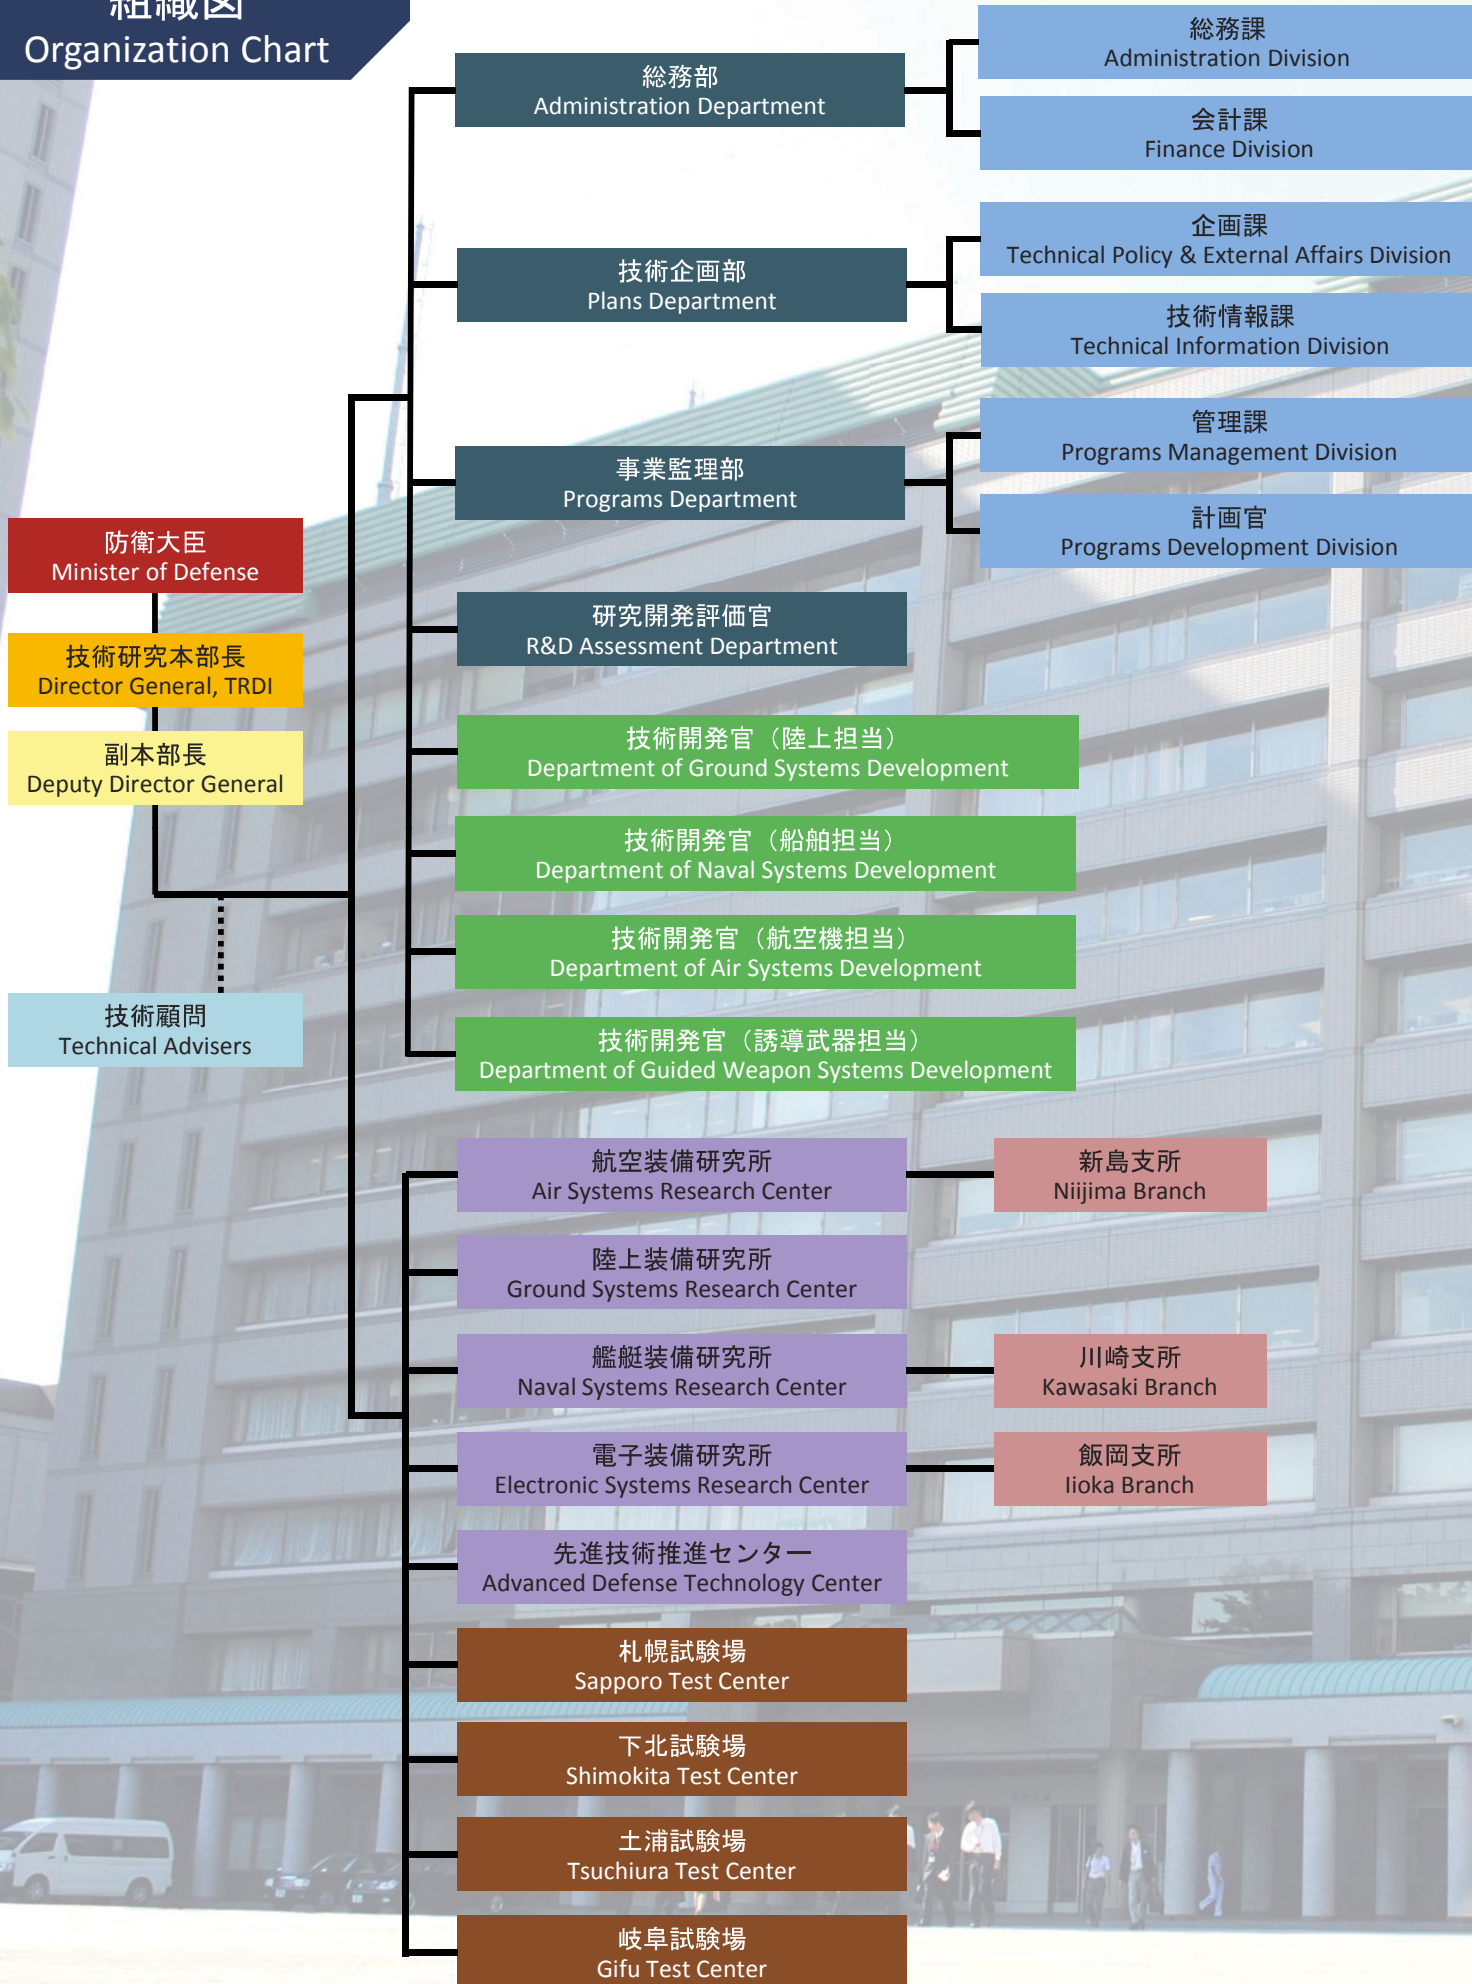 組織図
Organization Chart
総務部
Administration Department
総務課
Administration Division
会計課
Finance Division
技術企画部
Plans Department
企画課
Technical Policy & External Affairs Division
技術情報課
Technical Information Division
事業監理部
Programs Department
管理課
Programs Management Division
計画官
Programs Development Division
防衛大臣
Minister of Defense
技術研究本部長
Director General, TRDI
副本部長
Deputy Director General
技術顧問
Technical Advisers
研究開発評価官
R&D Assessment Department
技術開発官（陸上担当）
Department of Ground Systems Development
技術開発官（船舶担当）
Department of Naval Systems Development
技術開発官（航空機担当）
Department of Air Systems Development
技術開発官（誘導武器担当）
Department of Guided Weapon Systems Development
航空装備研究所
Air Systems Research Center
新島支所
Niijima Branch
陸上装備研究所
Ground Systems Research Center
艦艇装備研究所
Naval Systems Research Center
川崎支所
Kawasaki Branch
電子装備研究所
Electronic Systems Research Center
飯岡支所
Iioka Branch
先進技術推進センター
Advanced Defense Technology Center
札幌試験場
Sapporo Test Center
下北試験場
Shimokita Test Center
土浦試験場
Tsuchiura Test Center
岐阜試験場
Gifu Test Center